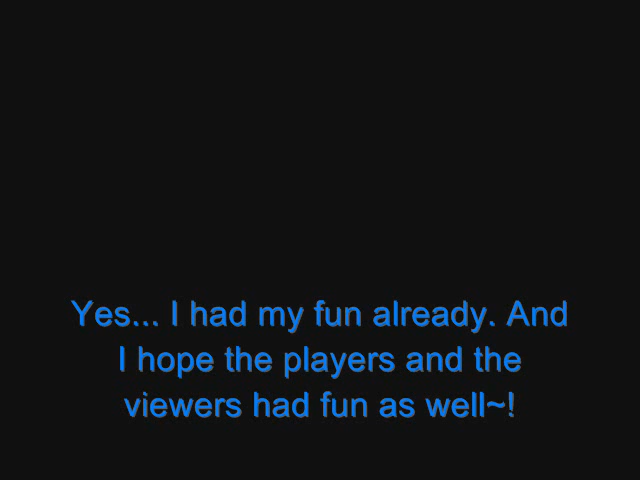 Yes... I had my fun already. And
I hope the players and the
viewers had fun as well~!